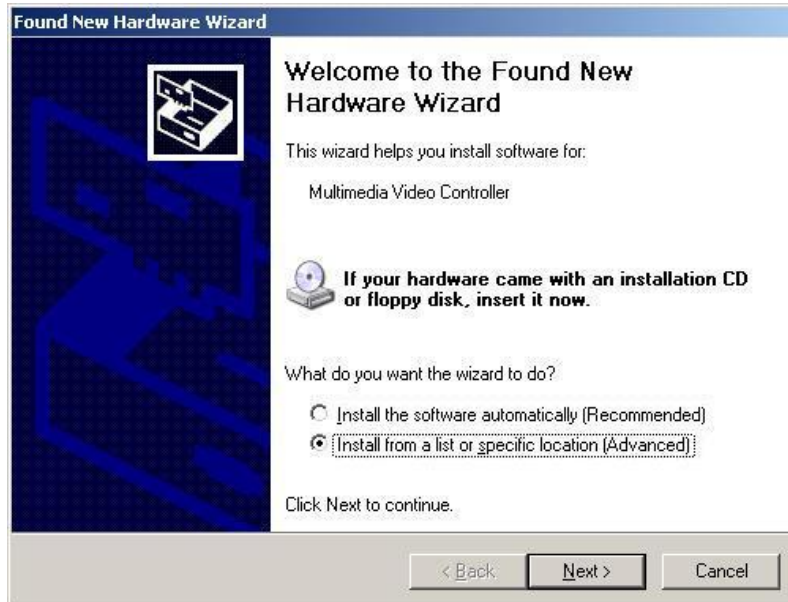 Found New Hardware Wizard
Welcome to the Found New
Hardware Wizard
This wizard helps you install software for:
Multimedia Video Controller
If your hardware came with an installation CD
or floppy disk, insert it now.
What do you want the wizard to do?
Install the software automatically (Recommended)
Install from a list or specific location (Advanced)
Click Next to continue.
< Back Next > Cancel